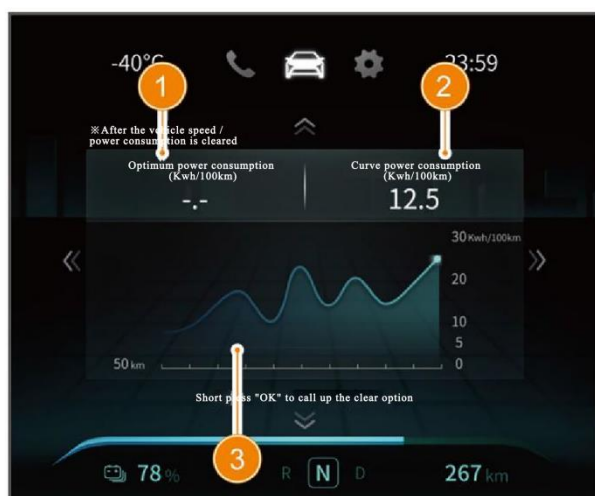 -40°C
23:59
1
2
※After the vehicle speed /
power consumption is cleared
Optimum power consumption
(Kwh/100km)
-.-
Curve power consumption
(Kwh/100km)
12.5
30 Kwh/100km
20
10
5
0
50 km
Short press "OK" to call up the clear option
3
78 %
R N D
267 km